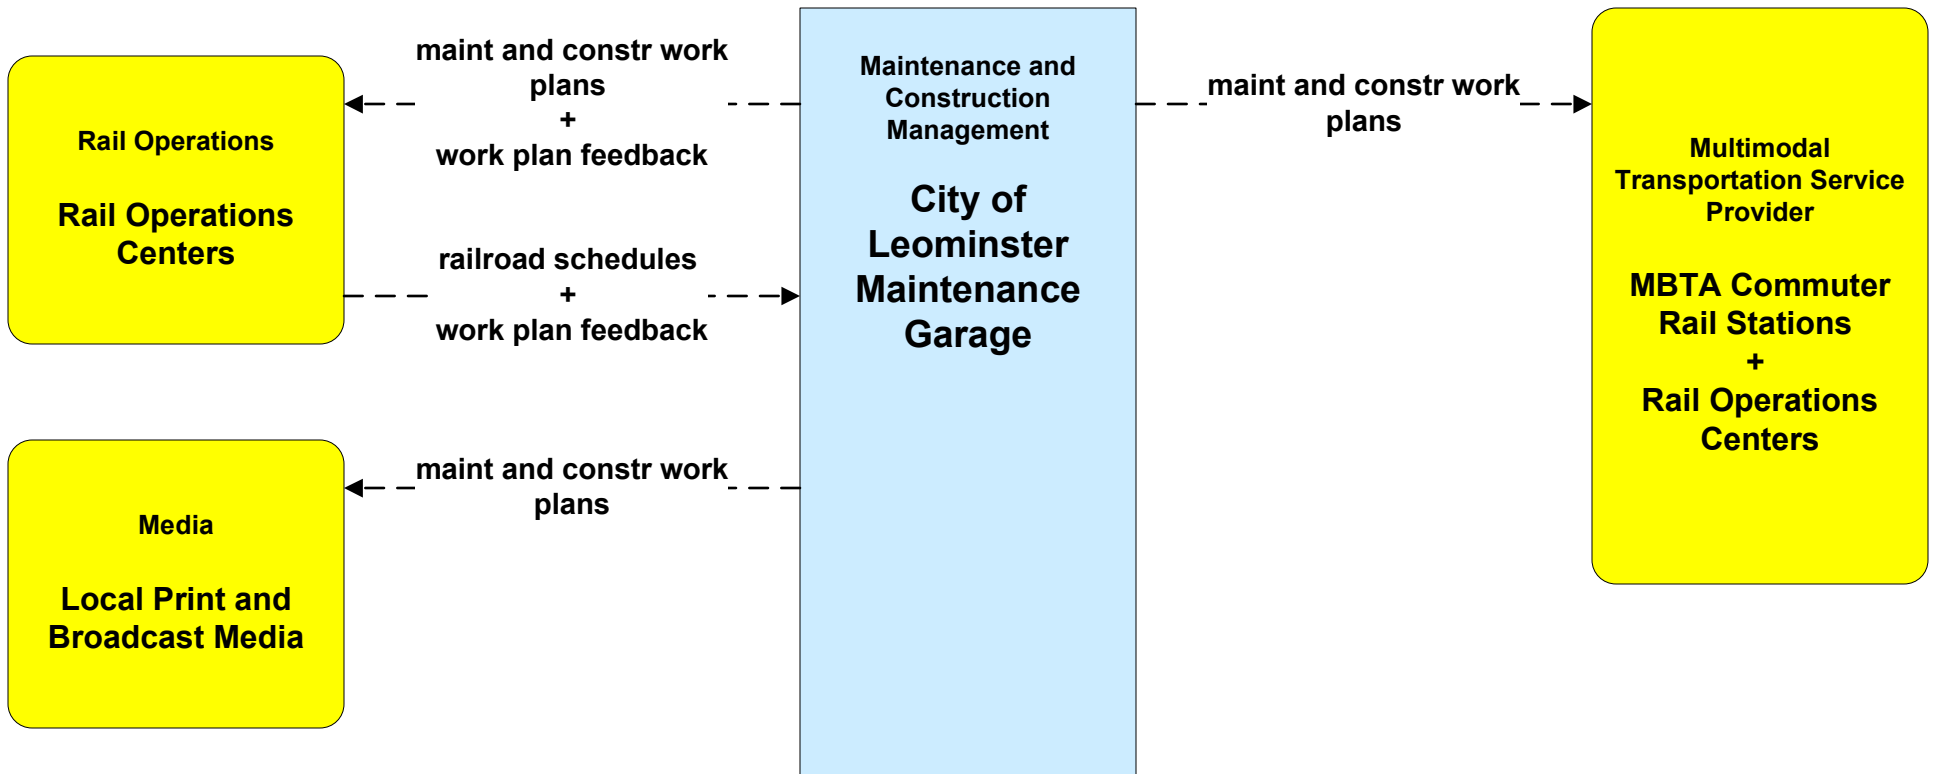 Rail Operations
Rail Operations
Centers
maint and constr work
plans
+
work plan feedback
railroad schedules
+
work plan feedback
Media
Local Print and
Broadcast Media
maint and constr work
plans
Maintenance and
Construction
Management
City of
Leominster
Maintenance
Garage
maint and constr work
plans
Multimodal
Transportation Service
Provider
MBTA Commuter
Rail Stations
+
Rail Operations
Centers